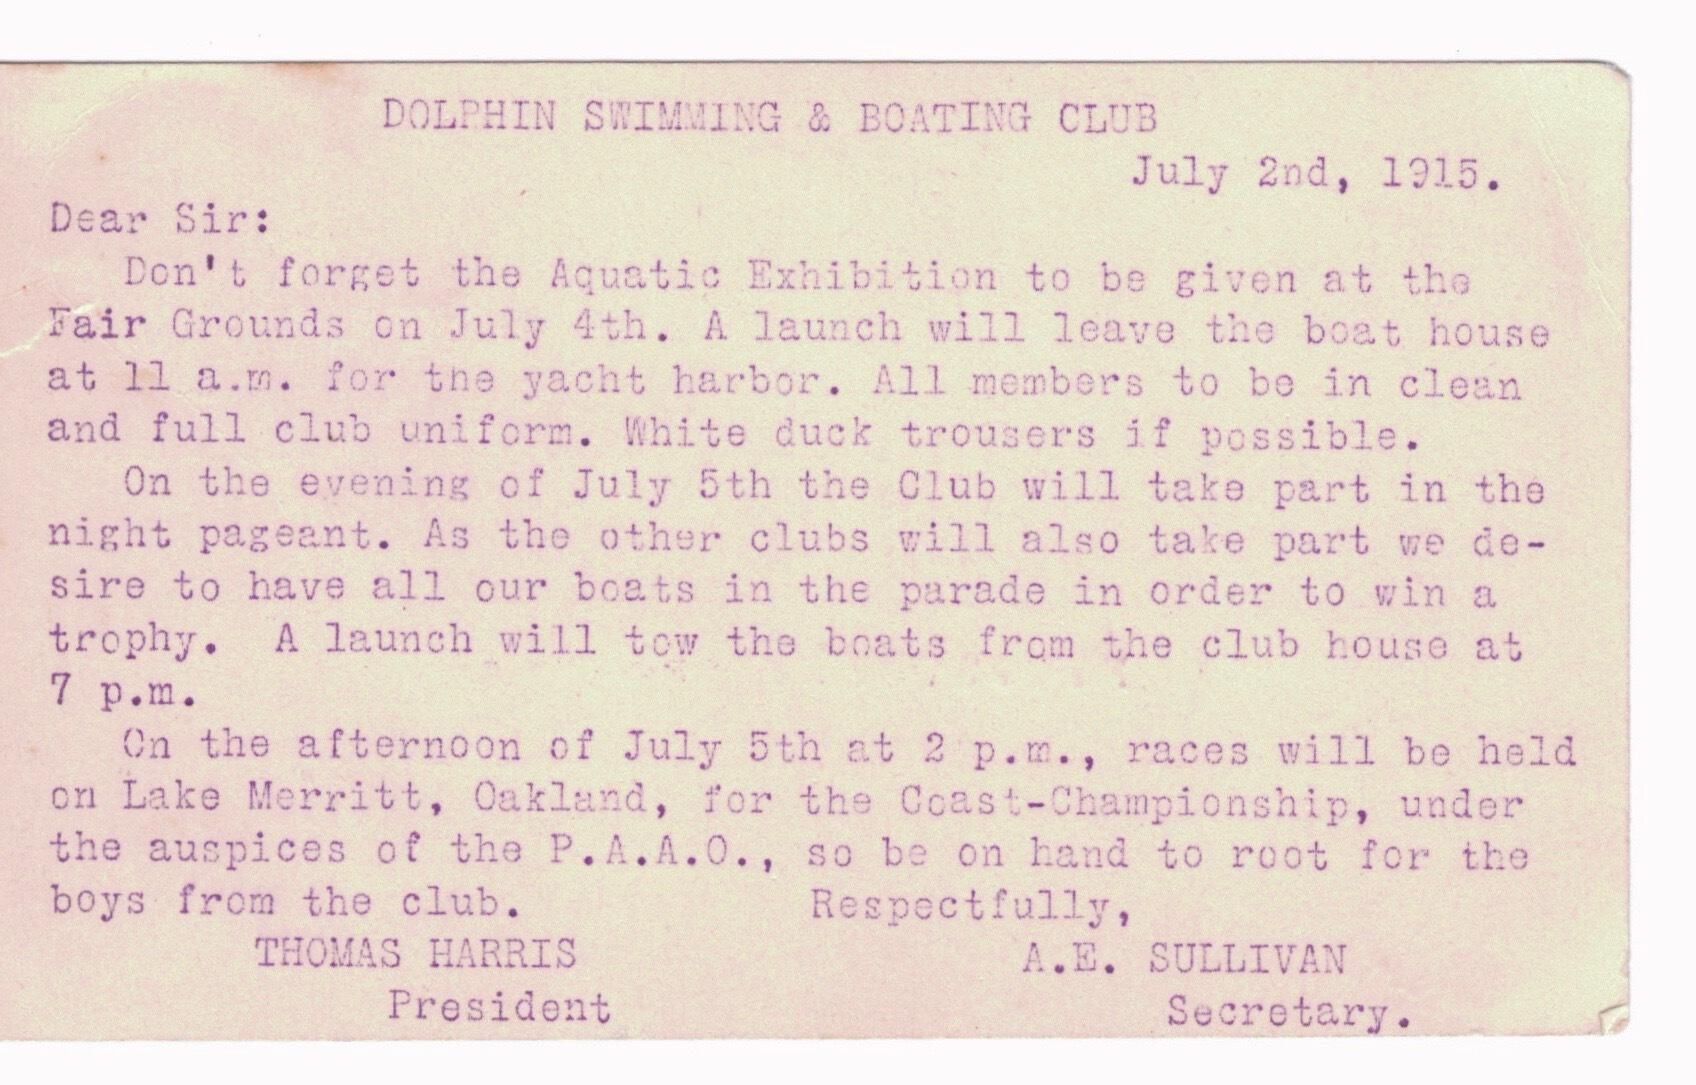 DOLPHIN SWIMMING & BOATING CLUB
July 2nd, 1915.
Dear Sir:
Don't forget the Aquatic Exhibition to be given at the
Fair Grounds on July 4th. A launch will leave the boat house
at 11 a.m. for the yacht harbor. All members to be in clean
and full club uniform. White duck trousers if possible.
On the evening of July 5th the Club will take part in the
night pageant. As the other clubs will also take part we de-
sire to have all our boats in the parade in order to win a
trophy. A launch will tow the boats from the club house at
7 p.m.
On the afternoon of July 5th at 2 p.m., races will be held
on Lake Merritt, Oakland, for the Coast-Championship, under
the auspices of the P.A.A.O., so be on hand to root for the
boys from the club. Respectfully,
THOMAS HARRIS A.E. SULLIVAN
President Secretary.